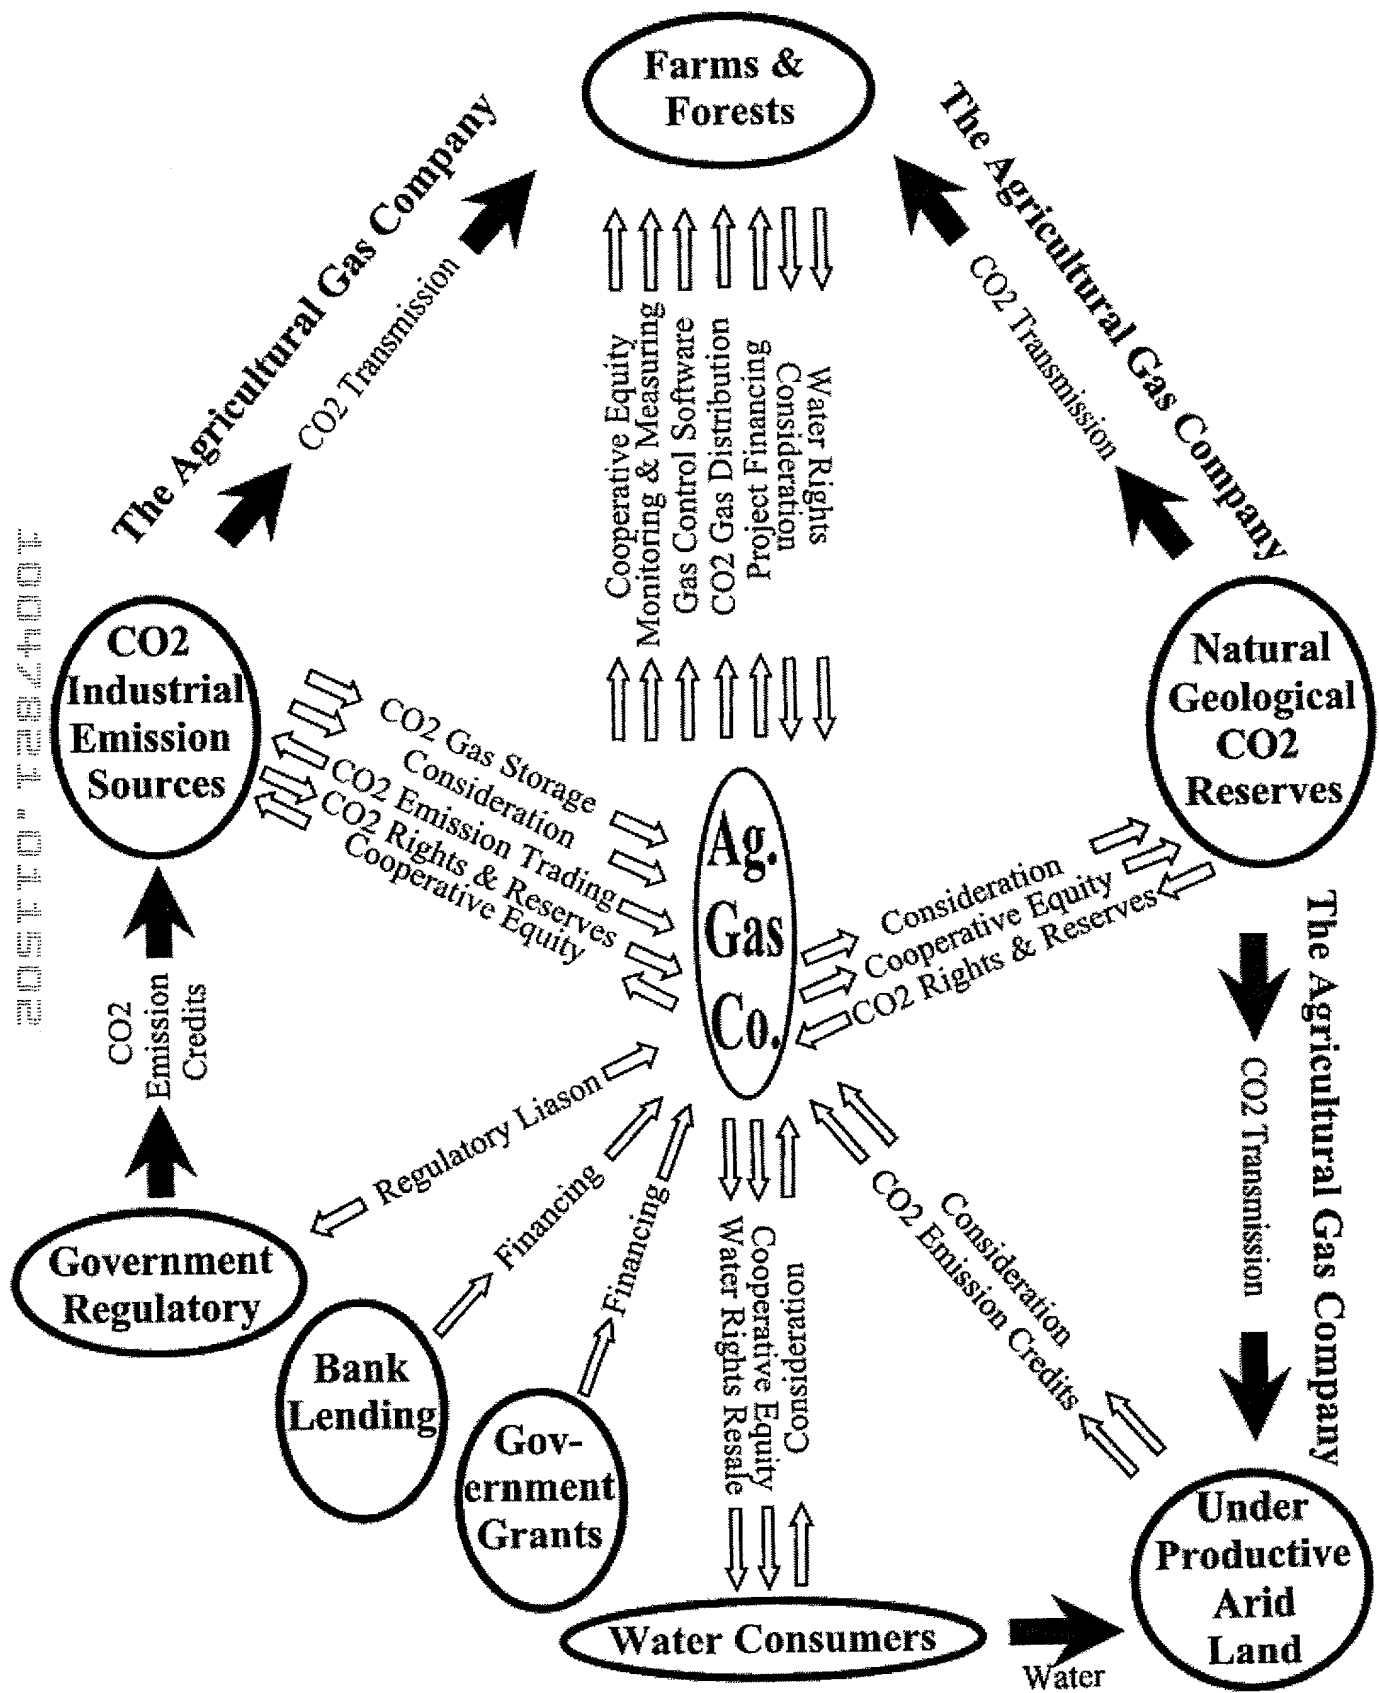 Farms &
Forests
The Agricultural Gas Company
CO2 Transmission
The Agricultural Gas Company
CO2 Transmission
Cooperative Equity
Monitoring & Measuring
Gas Control Software
CO2 Gas Distribution
Project Financing
Consideration
Water Rights
10047821.011502
CO2
Industrial
Emission
Sources
Natural
Geological
CO2
Reserves
CO2 Gas Storage
Consideration
CO2 Emission Trading
CO2 Rights & Reserves
Cooperative Equity
Ag.
Gas
Co.
Consideration
Cooperative Equity
CO2 Rights & Reserves
CO2
Emission
Credits
The Agricultural Gas Company
CO2 Transmission
Regulatory Liason
Financing
Financing
Water Rights Resale
Cooperative Equity
Consideration
Consideration
CO2 Emission Credits
Government
Regulatory
Bank
Lending
Gov-
ernment
Grants
Water Consumers
Water
Under
Productive
Arid
Land